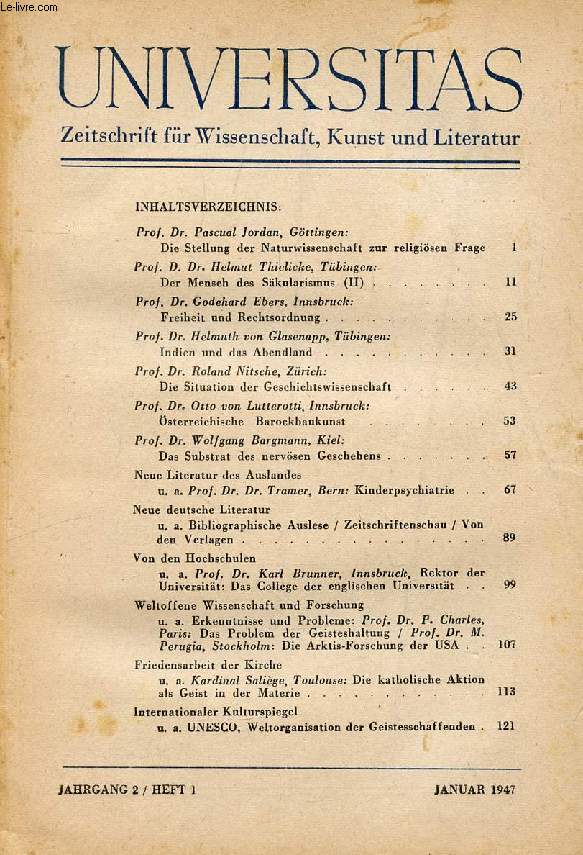 Le-livre.com
UNIVERSITAS
Zeitschrift für Wissenschaft, Kunst und Literatur
INHALTSVERZEICHNIS:
Prof. Dr. Pascual Jordan, Göttingen:
Die Stellung der Naturwissenschaft zur religiösen Frage 1
Prof. D. Dr. Helmut Thielicke, Tübingen:
Der Mensch des Säkularismus (II) . . . . . . . . 11
Prof. Dr. Godehard Ebers, Innsbruck:
Freiheit und Rechtsordnung . . . . . . . . . . . 25
Prof. Dr. Helmuth von Glasenapp, Tübingen:
Indien und das Abendland . . . . . . . . . . . 31
Prof. Dr. Roland Nitsche, Zürich:
Die Situation der Geschichtswissenschaft . . . . . . 43
Prof. Dr. Otto von Lutterotti, Innsbruck:
Österreichische Barockbaukunst . . . . . . . . . 53
Prof. Dr. Wolfgang Bargmann, Kiel:
Das Substrat des nervösen Geschehens . . . . . . . 57
Neue Literatur des Auslandes
u. a. Prof. Dr. Dr. Tramer, Bern: Kinderpsychiatrie . . 67
Neue deutsche Literatur
u. a. Bibliographische Auslese / Zeitschriftenschau / Von
den Verlagen . . . . . . . . . . . . . . . 89
Von den Hochschulen
u. a. Prof. Dr. Karl Brunner, Innsbruck, Rektor der
Universität: Das College der englischen Universität . . 99
Weltoffene Wissenschaft und Forschung
u. a. Erkenntnisse und Probleme: Prof. Dr. P. Charles,
Paris: Das Problem der Geisteshaltung / Prof. Dr. M.
Perugia, Stockholm: Die Arktis-Forschung der USA . . 107
Friedensarbeit der Kirche
u. a. Kardinal Saliège, Toulouse: Die katholische Aktion
als Geist in der Materie . . . . . . . . . . . 113
Internationaler Kulturspiegel
u. a. UNESCO, Weltorganisation der Geistesschaffenden . 121
JAHRGANG 2 / HEFT 1 JANUAR 1947